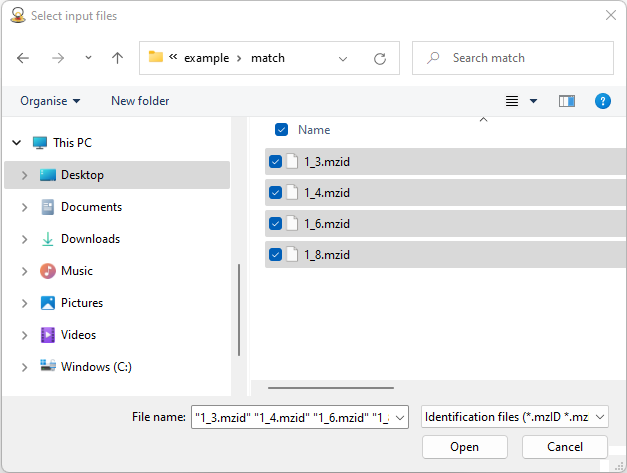 Select input files
« example > match
Search match
Organise New folder
Name
This PC
Desktop
Documents
Downloads
Music
Pictures
Videos
Windows (C:)
1_3.mzid
1_4.mzid
1_6.mzid
1_8.mzid
File name: "1_3.mzid" "1_4.mzid" "1_6.mzid" "1_
Identification files (*.mzID *.mz
Open Cancel